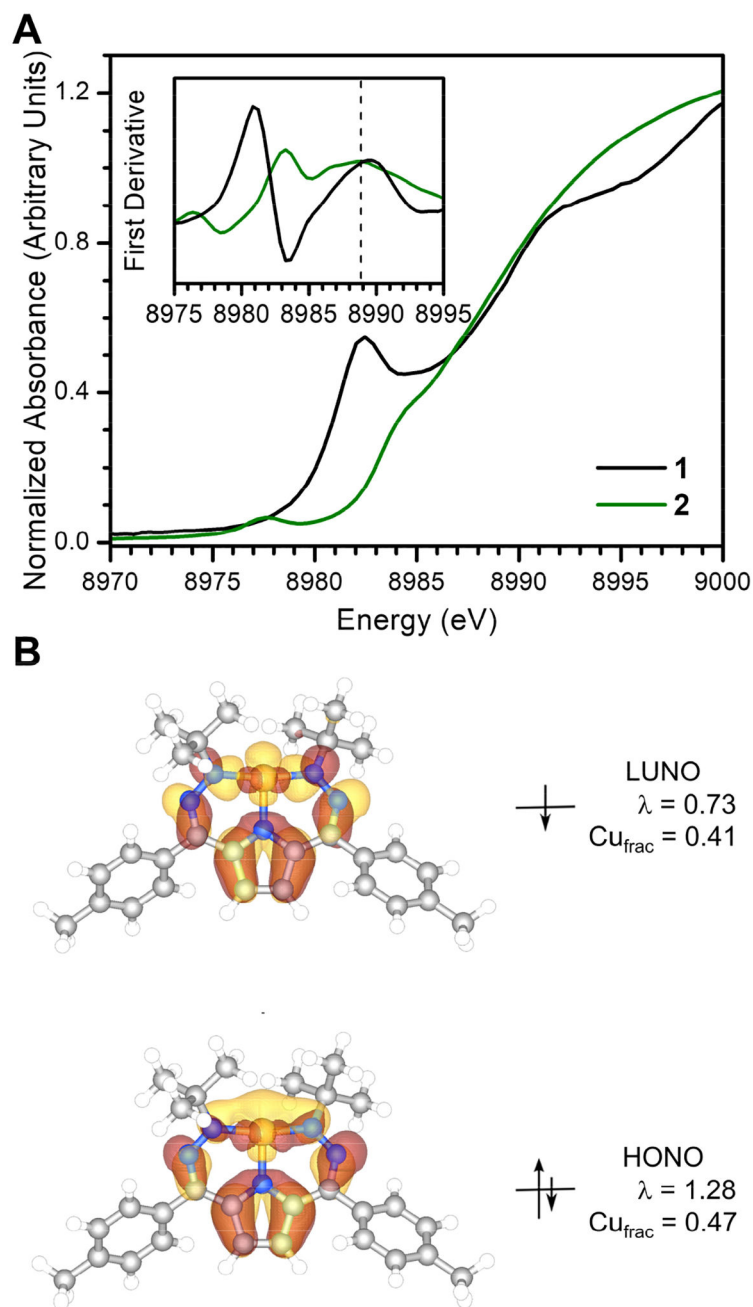 A
Normalized Absorbance (Arbitrary Units)
1.2
0.8
0.4
0.0
First Derivative
8975 8980 8985 8990 8995
1
2
8970 8975 8980 8985 8990 8995 9000
Energy (eV)
B
LUNO
λ = 0.73
Cufrac = 0.41
HONO
λ = 1.28
Cufrac = 0.47